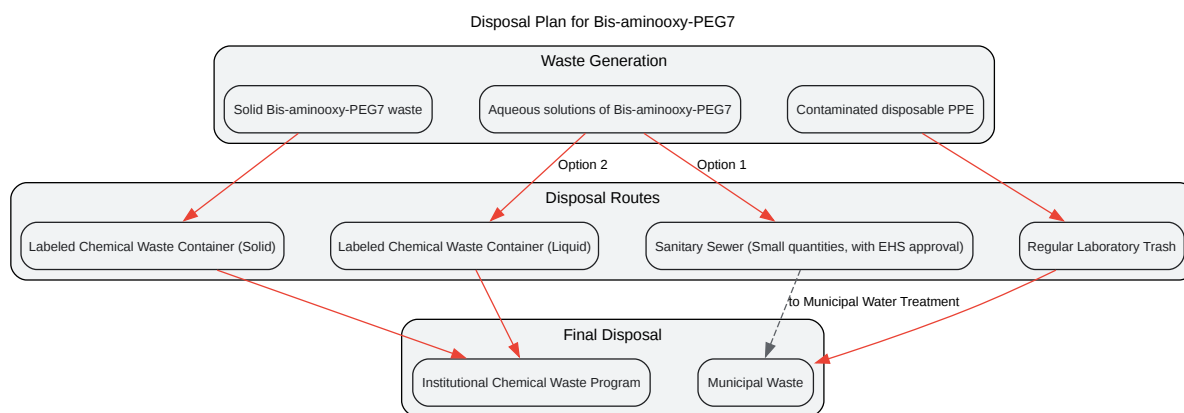 Disposal Plan for Bis-aminooxy-PEG7
Waste Generation
Solid Bis-aminooxy-PEG7 waste
Aqueous solutions of Bis-aminooxy-PEG7
Contaminated disposable PPE
Option 2
Option 1
Disposal Routes
Labeled Chemical Waste Container (Solid)
Labeled Chemical Waste Container (Liquid)
Sanitary Sewer (Small quantities, with EHS approval)
Regular Laboratory Trash
to Municipal Water Treatment
Final Disposal
Institutional Chemical Waste Program
Municipal Waste